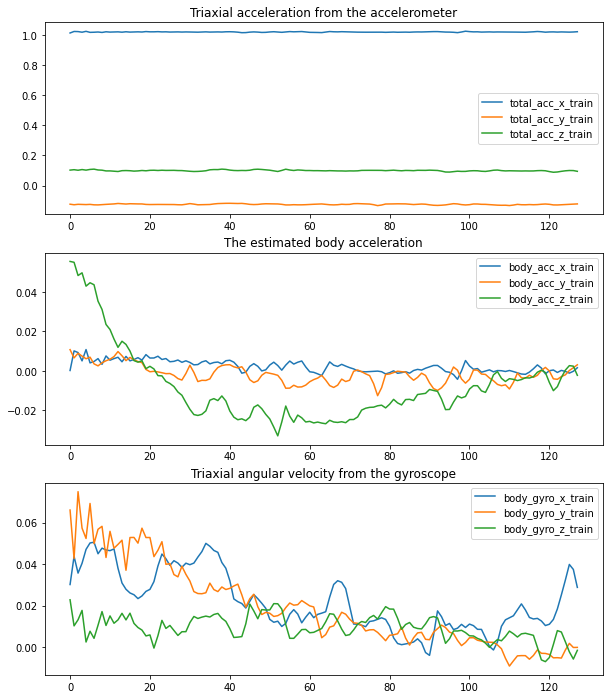 Triaxial acceleration from the accelerometer
1.0
0.8
0.6
0.4
0.2
0.0
total_acc_x_train
total_acc_y_train
total_acc_z_train
0 20 40 60 80 100 120
The estimated body acceleration
0.04
0.02
0.00
−0.02
body_acc_x_train
body_acc_y_train
body_acc_z_train
0 20 40 60 80 100 120
Triaxial angular velocity from the gyroscope
0.06
0.04
0.02
0.00
body_gyro_x_train
body_gyro_y_train
body_gyro_z_train
0 20 40 60 80 100 120